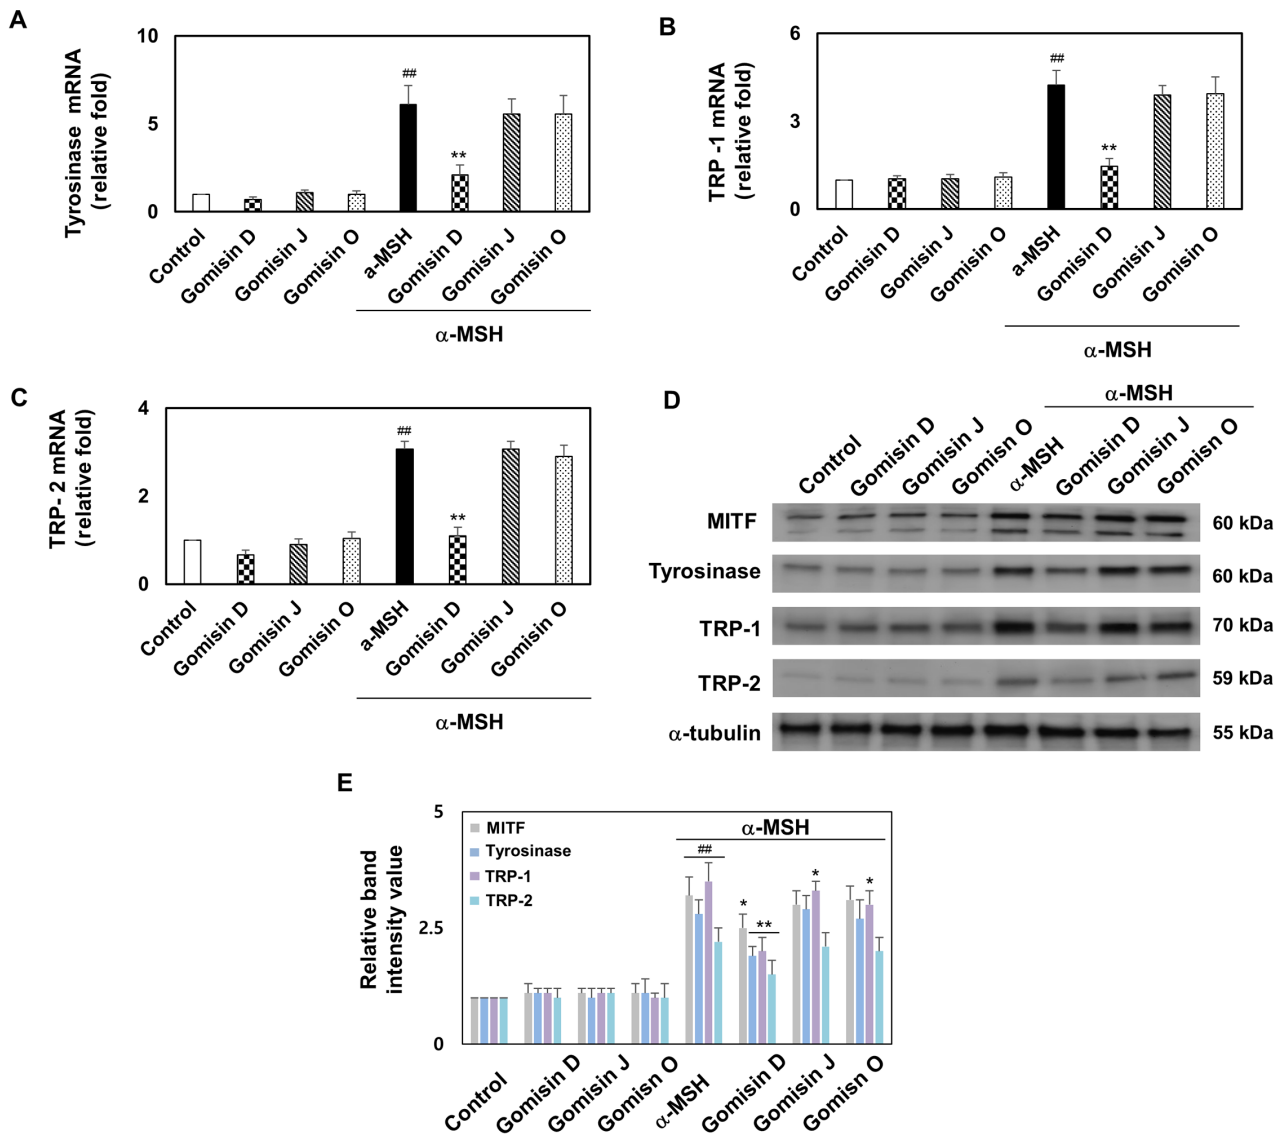 A
Tyrosinase mRNA
(relative fold)
10
5
0
##
**
Control
Gomisin D
Gomisin J
Gomisin O
a-MSH
Gomisin D
Gomisin J
Gomisin O
α-MSH
B
TRP -1 mRNA
(relative fold)
6
3
0
##
**
Control
Gomisin D
Gomisin J
Gomisin O
a-MSH
Gomisin D
Gomisin J
Gomisin O
α-MSH
C
TRP- 2 mRNA
(relative fold)
4
2
0
##
**
Control
Gomisin D
Gomisin J
Gomisin O
a-MSH
Gomisin D
Gomisin J
Gomisin O
α-MSH
D
α-MSH
Control
Gomisin D
Gomisin J
Gomisn O
α-MSH
Gomisin D
Gomisin J
Gomisn O
MITF
60 kDa
Tyrosinase
60 kDa
TRP-1
70 kDa
TRP-2
59 kDa
α-tubulin
55 kDa
E
Relative band
intensity value
5
2.5
0
MITF
Tyrosinase
TRP-1
TRP-2
α-MSH
##
*
**
*
*
Control
Gomisin D
Gomisin J
Gomisn O
α-MSH
Gomisin D
Gomisin J
Gomisn O